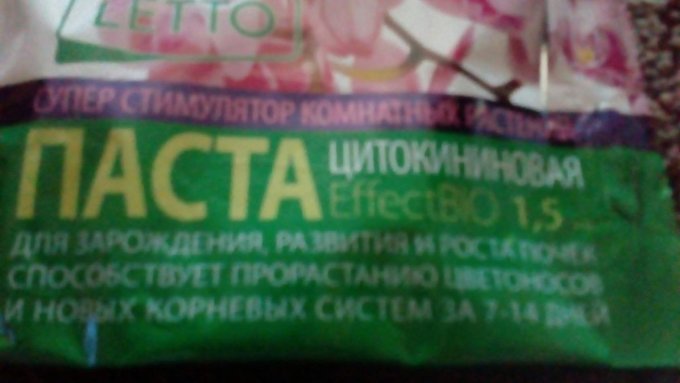 ZETTO
СУПЕР СТИМУЛЯТОР КОМНАТНЫХ РАСТЕНИЙ
ПАСТА ЦИТОКИНИНОВАЯ
EffectBIO 1,5
ДЛЯ ЗАРОЖДЕНИЯ, РАЗВИТИЯ И РОСТА ПОЧЕК
СПОСОБСТВУЕТ ПРОРАСТАНИЮ ЦВЕТОНОСОВ
И НОВЫХ КОРНЕВЫХ СИСТЕМ ЗА 7-14 ДНЕЙ